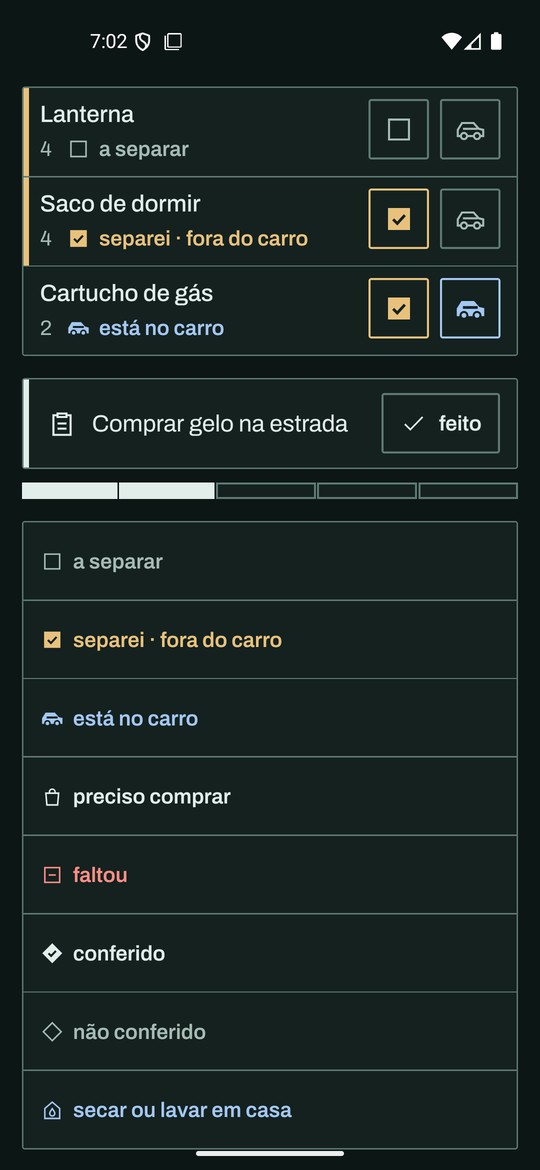 7:02
Lanterna
4 a separar
Saco de dormir
4 separei · fora do carro
Cartucho de gás
2 está no carro
Comprar gelo na estrada
feito
a separar
separei · fora do carro
está no carro
preciso comprar
faltou
conferido
não conferido
secar ou lavar em casa